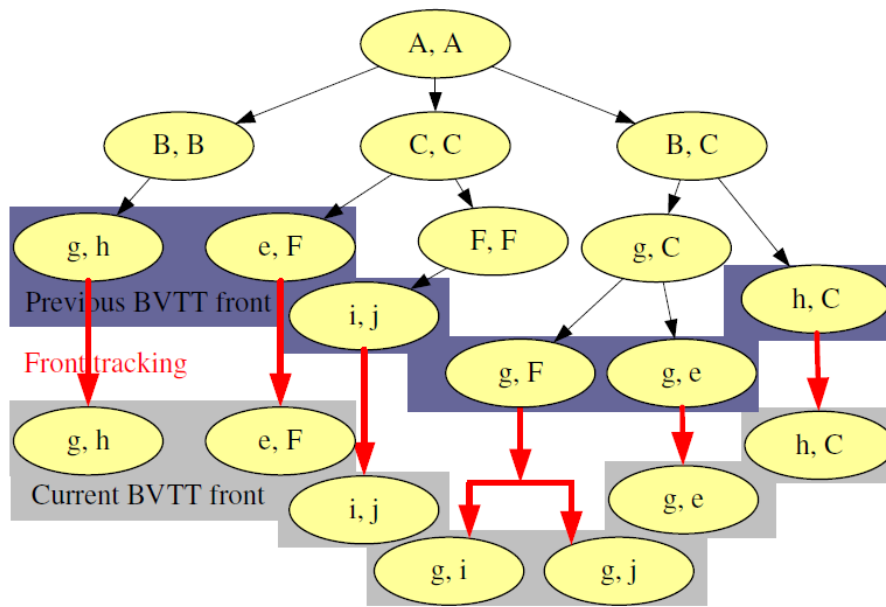 A, A
B, B
C, C
B, C
g, h
e, F
F, F
g, C
Previous BVTT front
i, j
h, C
Front tracking
g, F
g, e
g, h
e, F
h, C
Current BVTT front
i, j
g, e
g, i
g, j